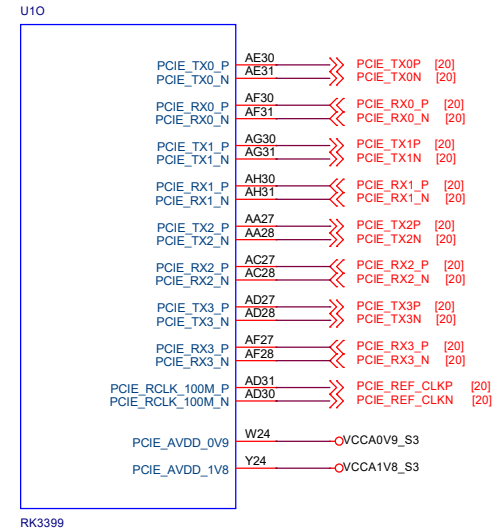 U1O
PCIE_TX0_P AE30 PCIE_TX0P [20]
PCIE_TX0_N AE31 PCIE_TX0N [20]
PCIE_RX0_P AF30 PCIE_RX0_P [20]
PCIE_RX0_N AF31 PCIE_RX0_N [20]
PCIE_TX1_P AG30 PCIE_TX1P [20]
PCIE_TX1_N AG31 PCIE_TX1N [20]
PCIE_RX1_P AH30 PCIE_RX1_P [20]
PCIE_RX1_N AH31 PCIE_RX1_N [20]
PCIE_TX2_P AA27 PCIE_TX2P [20]
PCIE_TX2_N AA28 PCIE_TX2N [20]
PCIE_RX2_P AC27 PCIE_RX2_P [20]
PCIE_RX2_N AC28 PCIE_RX2_N [20]
PCIE_TX3_P AD27 PCIE_TX3P [20]
PCIE_TX3_N AD28 PCIE_TX3N [20]
PCIE_RX3_P AF27 PCIE_RX3_P [20]
PCIE_RX3_N AF28 PCIE_RX3_N [20]
PCIE_RCLK_100M_P AD31 PCIE_REF_CLKP [20]
PCIE_RCLK_100M_N AD30 PCIE_REF_CLKN [20]
PCIE_AVDD_0V9 W24 VCCA0V9_S3
PCIE_AVDD_1V8 Y24 VCCA1V8_S3
RK3399